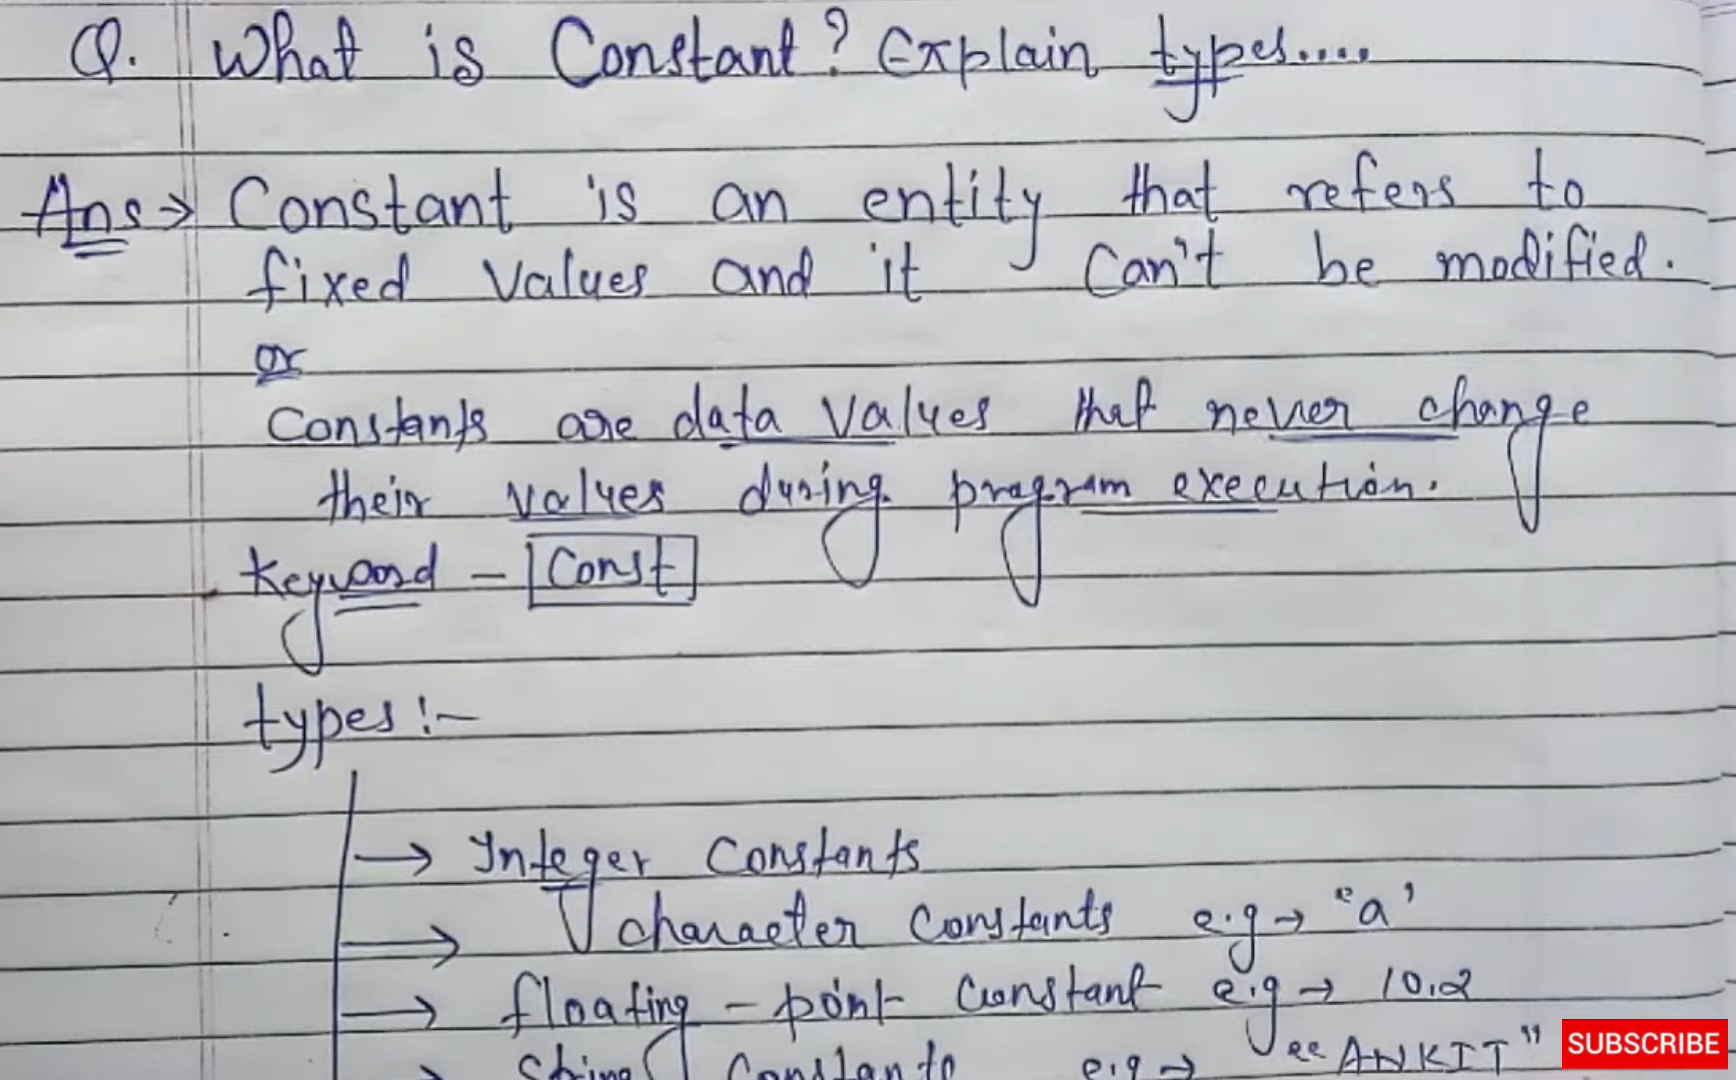 Q. What is Constant? Explain types....
Ans → Constant is an entity that refers to
fixed values and it can't be modified.
or
Constants are data values that never change
their values during program execution.
keyword - Const
types :-
→ Integer Constants
→ character constants e.g → "a'
→ floating - point Constant e.g → 10.2
→ String Constants e.g → "ANKIT"
SUBSCRIBE